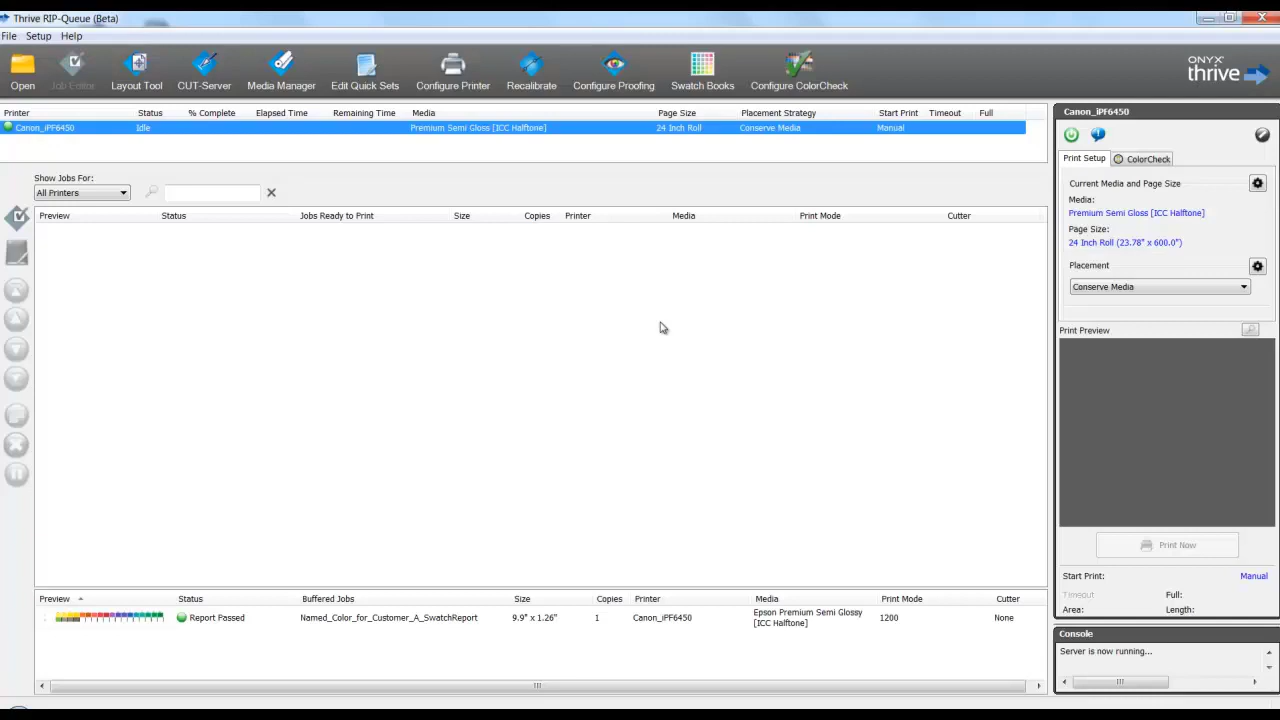 Thrive RIP-Queue (Beta)
File Setup Help
Open Job Editor Layout Tool CUT-Server Media Manager Edit Quick Sets Configure Printer Recalibrate Configure Proofing Swatch Books Configure ColorCheck
ONYX
thrive
Printer Status % Complete Elapsed Time Remaining Time Media Page Size Placement Strategy Start Print Timeout Full
Canon_iPF6450 Idle Premium Semi Gloss [ICC Halftone] 24 Inch Roll Conserve Media Manual
Show Jobs For:
All Printers
Preview Status Jobs Ready to Print Size Copies Printer Media Print Mode Cutter
Preview Status Buffered Jobs Size Copies Printer Media Print Mode Cutter
Report Passed Named_Color_for_Customer_A_SwatchReport 9.9" x 1.26" 1 Canon_iPF6450 Epson Premium Semi Glossy 1200 None
[ICC Halftone]
Canon_iPF6450
Print Setup ColorCheck
Current Media and Page Size
Media:
Premium Semi Gloss [ICC Halftone]
Page Size:
24 Inch Roll (23.78" x 600.0")
Placement
Conserve Media
Print Preview
Print Now
Start Print: Manual
Timeout Full:
Area: Length:
Console
Server is now running...